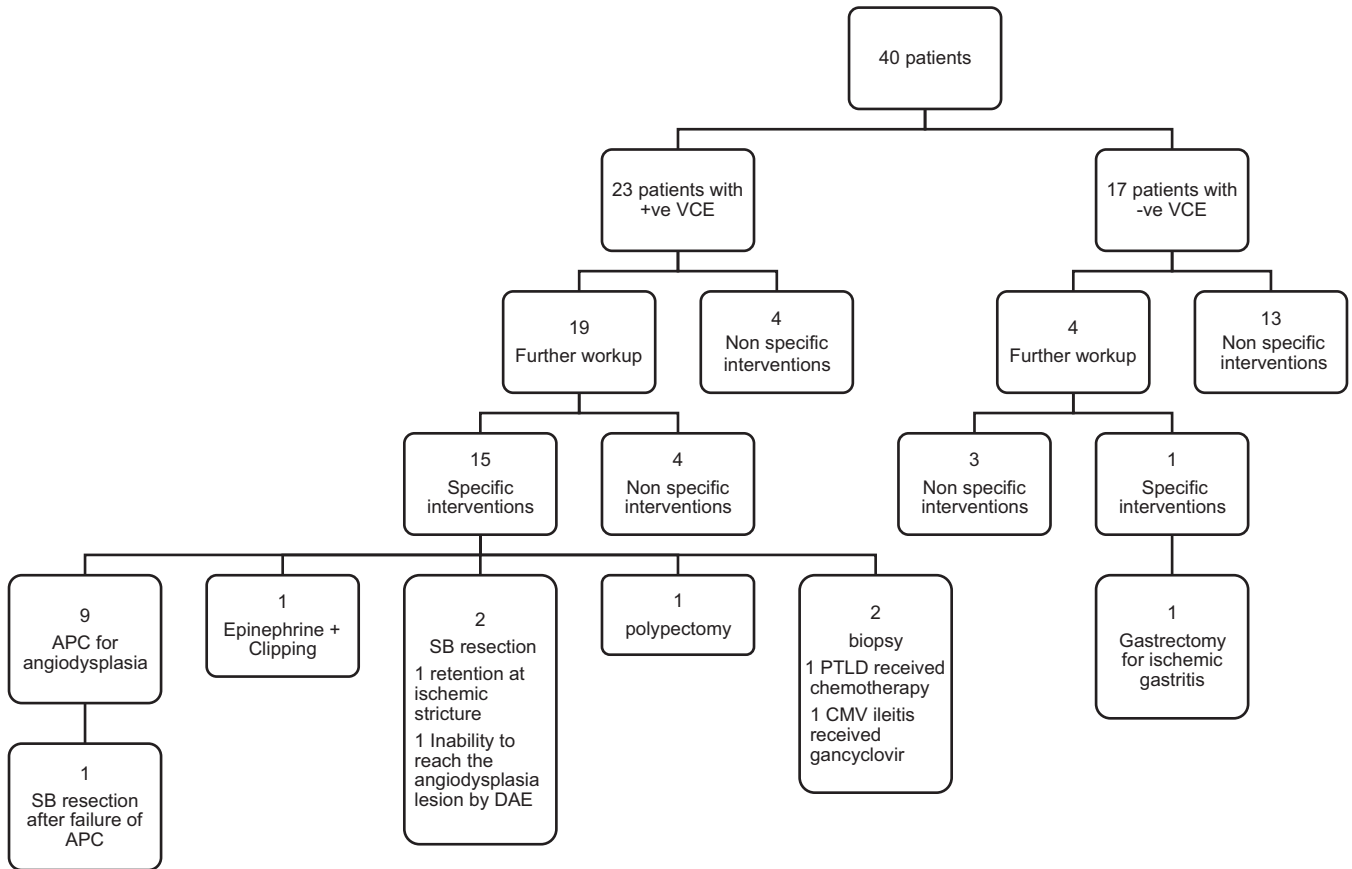 40 patients
23 patients with
+ve VCE
17 patients with
-ve VCE
19
Further workup
4
Non specific
interventions
4
Further workup
13
Non specific
interventions
15
Specific
interventions
4
Non specific
interventions
3
Non specific
interventions
1
Specific
interventions
9
APC for
angiodysplasia
1
Epinephrine +
Clipping
2
SB resection
1 retention at
ischemic
stricture
1 Inability to
reach the
angiodysplasia
lesion by DAE
1
polypectomy
2
biopsy
1 PTLD received
chemotherapy
1 CMV ileitis
received
gancyclovir
1
Gastrectomy
for ischemic
gastritis
1
SB resection
after failure of
APC